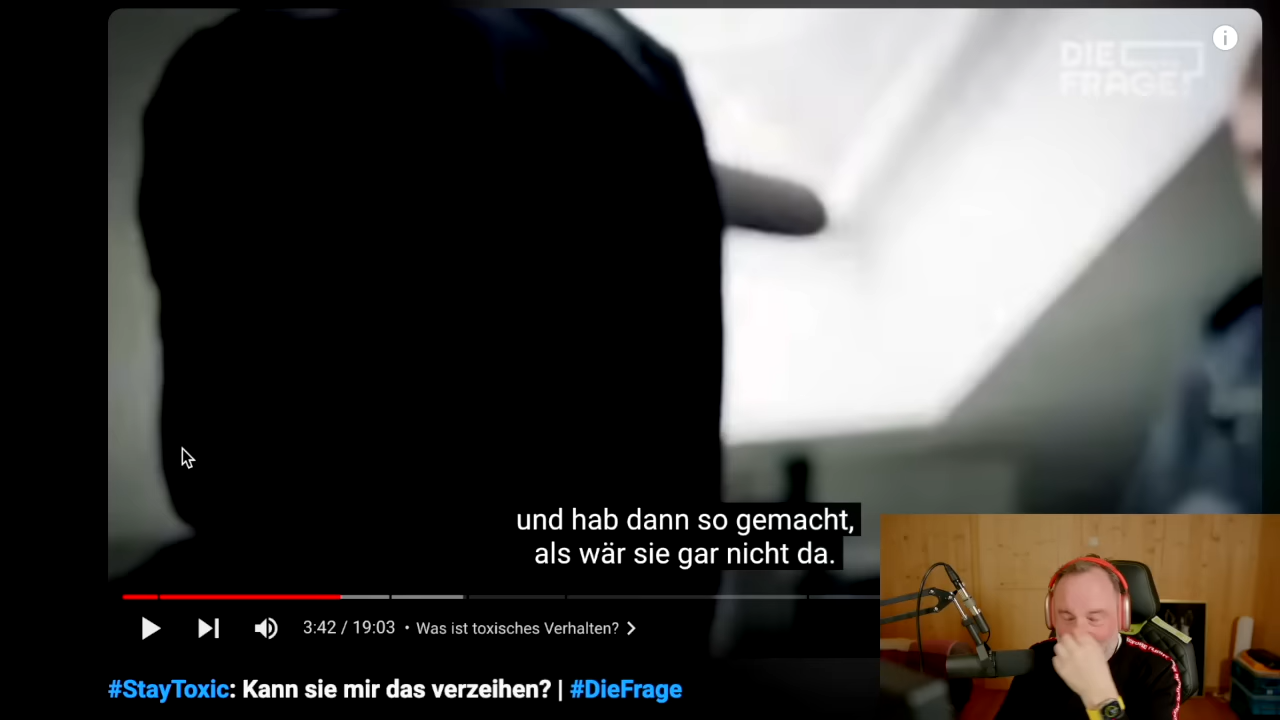 DIE
FRAGE!
i
und hab dann so gemacht,
als wär sie gar nicht da.
3:42 / 19:03 • Was ist toxisches Verhalten?
#StayToxic: Kann sie mir das verzeihen? | #DieFrage